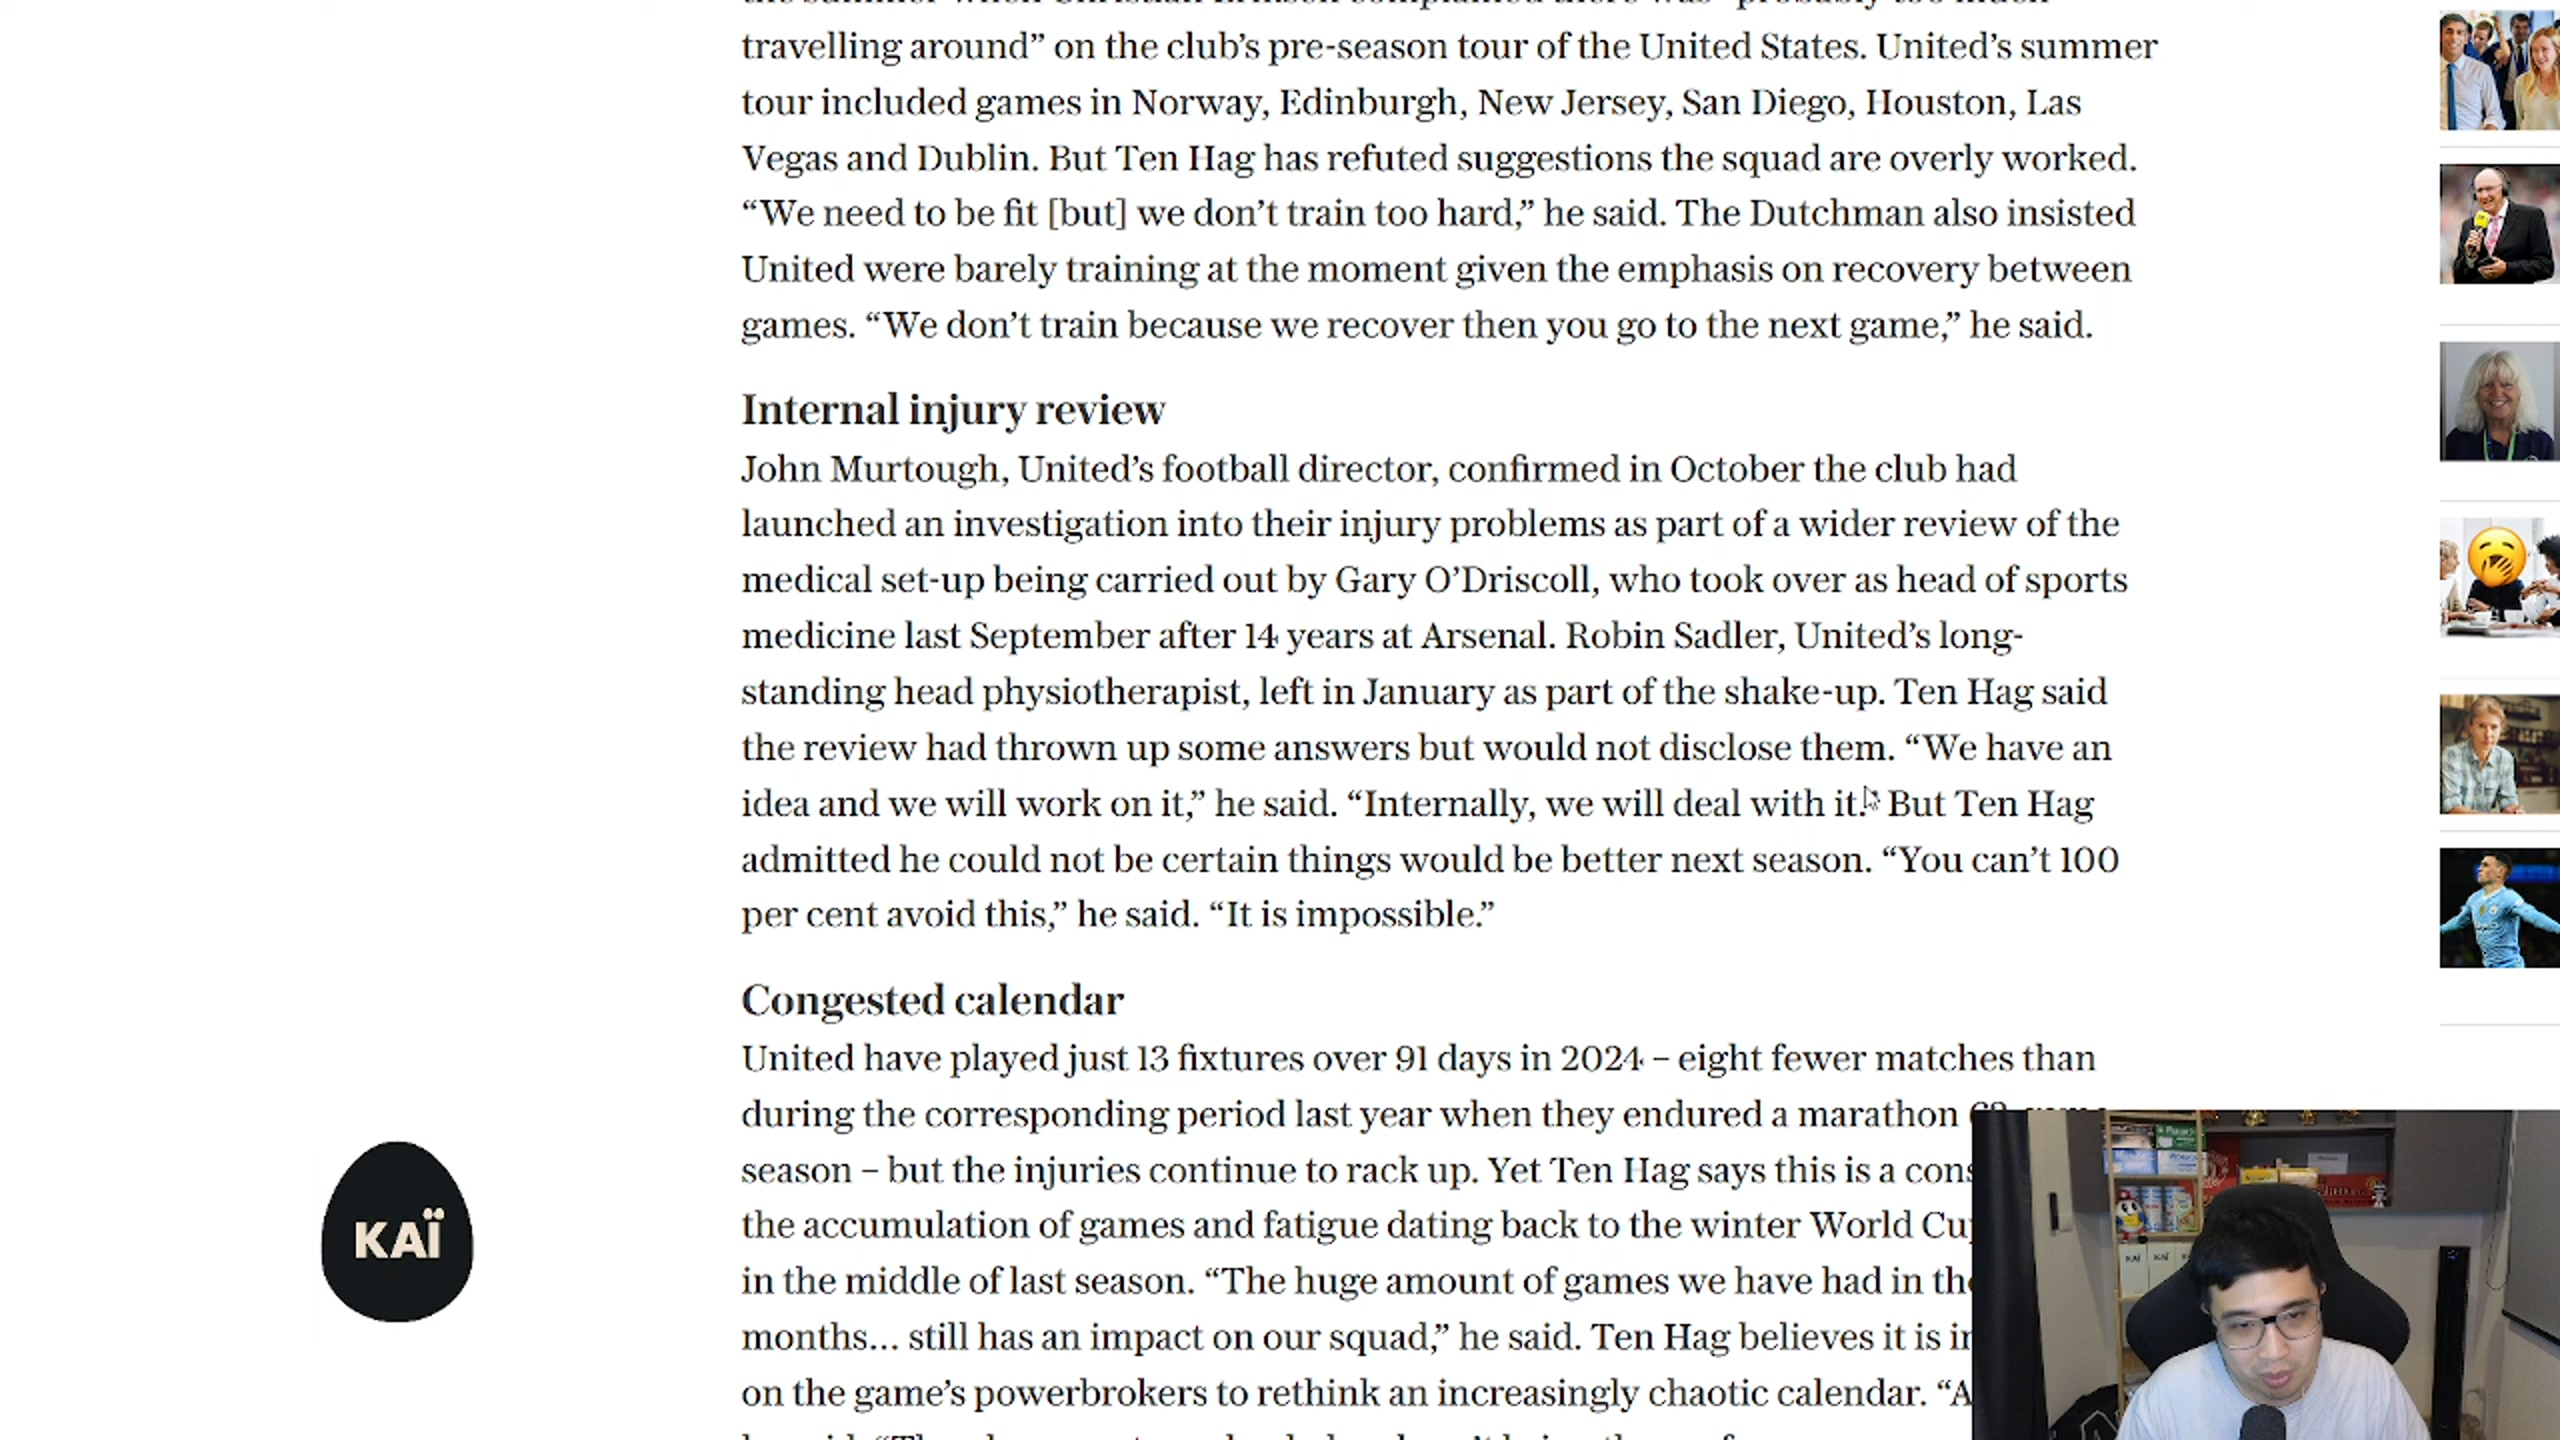 travelling around” on the club’s pre-season tour of the United States. United’s summer
tour included games in Norway, Edinburgh, New Jersey, San Diego, Houston, Las
Vegas and Dublin. But Ten Hag has refuted suggestions the squad are overly worked.
“We need to be fit [but] we don’t train too hard,” he said. The Dutchman also insisted
United were barely training at the moment given the emphasis on recovery between
games. “We don’t train because we recover then you go to the next game,” he said.
Internal injury review
John Murtough, United’s football director, confirmed in October the club had
launched an investigation into their injury problems as part of a wider review of the
medical set-up being carried out by Gary O’Driscoll, who took over as head of sports
medicine last September after 14 years at Arsenal. Robin Sadler, United’s long-
standing head physiotherapist, left in January as part of the shake-up. Ten Hag said
the review had thrown up some answers but would not disclose them. “We have an
idea and we will work on it,” he said. “Internally, we will deal with it.” But Ten Hag
admitted he could not be certain things would be better next season. “You can’t 100
per cent avoid this,” he said. “It is impossible.”
Congested calendar
United have played just 13 fixtures over 91 days in 2024 – eight fewer matches than
during the corresponding period last year when they endured a marathon
season – but the injuries continue to rack up. Yet Ten Hag says this is a
the accumulation of games and fatigue dating back to the winter World
in the middle of last season. “The huge amount of games we have had in
months… still has an impact on our squad,” he said. Ten Hag believes it is
on the game’s powerbrokers to rethink an increasingly chaotic calendar.
KAÏ